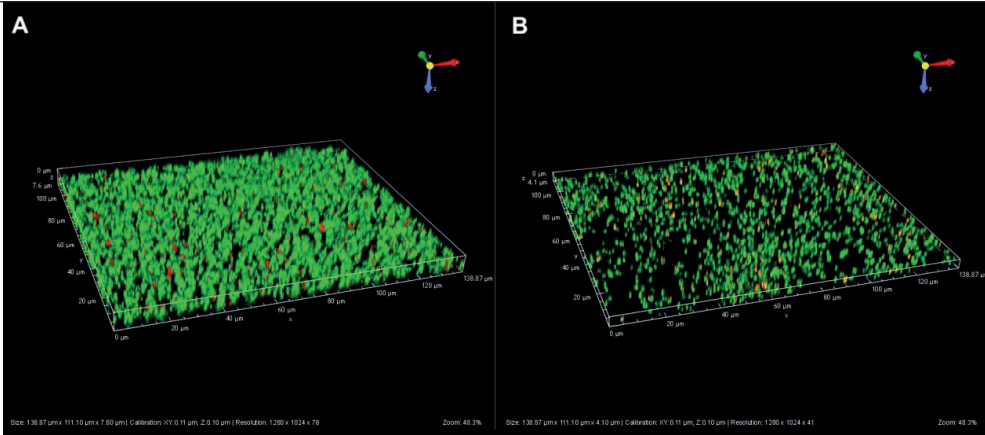 A
B
y
z
y
z
0 µm
z
7.6 µm
100 µm
80 µm
60 µm
y
40 µm
20 µm
0 µm
20 µm
40 µm
60 µm
x
80 µm
100 µm
120 µm
138.87 µm
0 µm
z
4.1 µm
100 µm
80 µm
60 µm
y
40 µm
20 µm
0 µm
20 µm
40 µm
60 µm
x
80 µm
100 µm
120 µm
138.87 µm
Size: 138.87 µm x 111.10 µm x 7.60 µm | Calibration: XY: 0.11 µm, Z: 0.10 µm | Resolution: 1280 x 1024 x 76
Zoom: 48.3%
Size: 138.87 µm x 111.10 µm x 4.10 µm | Calibration: XY: 0.11 µm, Z: 0.10 µm | Resolution: 1280 x 1024 x 41
Zoom: 48.3%